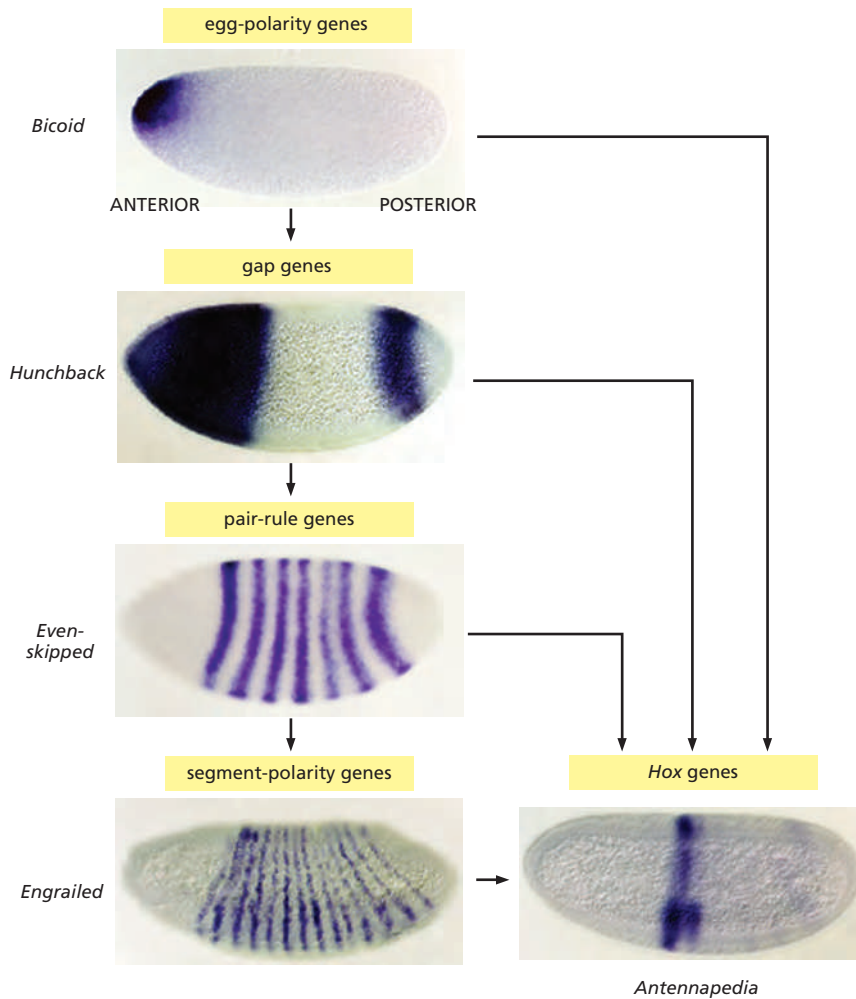 egg-polarity genes
Bicoid
ANTERIOR
POSTERIOR
gap genes
Hunchback
pair-rule genes
Even-
skipped
segment-polarity genes
Hox genes
Engrailed
Antennapedia